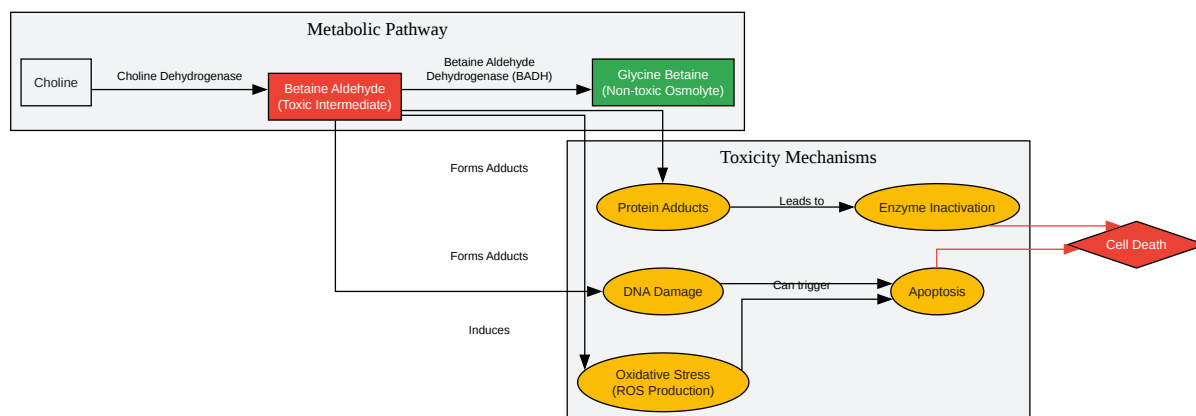 Metabolic Pathway
Choline
Choline Dehydrogenase
Betaine Aldehyde
(Toxic Intermediate)
Betaine Aldehyde
Dehydrogenase (BADH)
Glycine Betaine
(Non-toxic Osmolyte)
Toxicity Mechanisms
Forms Adducts
Protein Adducts
Leads to
Enzyme Inactivation
Cell Death
Forms Adducts
DNA Damage
Can trigger
Apoptosis
Induces
Oxidative Stress
(ROS Production)